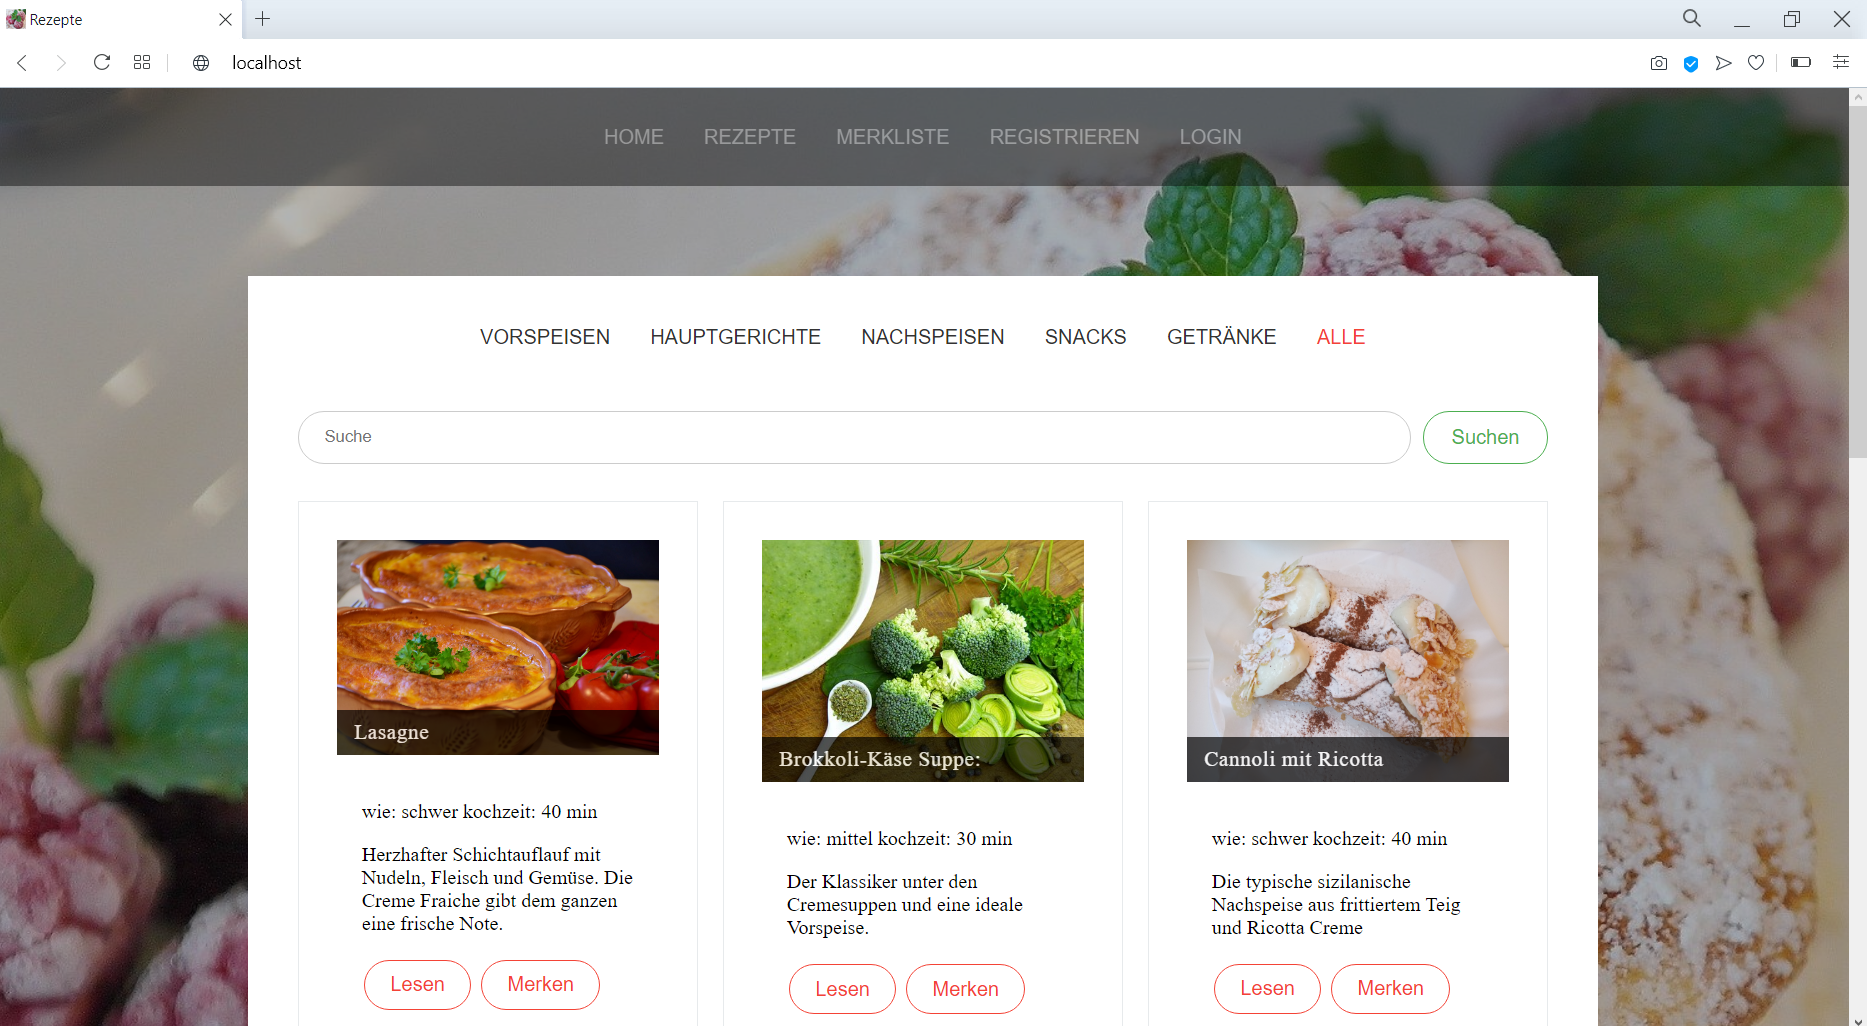 Rezepte
localhost
HOME REZEPTE MERKLISTE REGISTRIEREN LOGIN
VORSPEISEN HAUPTGERICHTE NACHSPEISEN SNACKS GETRÄNKE ALLE
Suche
Suchen
Lasagne
wie: schwer kochzeit: 40 min
Herzhafter Schichtauflauf mit
Nudeln, Fleisch und Gemüse. Die
Creme Fraiche gibt dem ganzen
eine frische Note.
Lesen Merken
Brokkoli-Käse Suppe:
wie: mittel kochzeit: 30 min
Der Klassiker unter den
Cremesuppen und eine ideale
Vorspeise.
Lesen Merken
Cannoli mit Ricotta
wie: schwer kochzeit: 40 min
Die typische sizilanische
Nachspeise aus frittiertem Teig
und Ricotta Creme
Lesen Merken